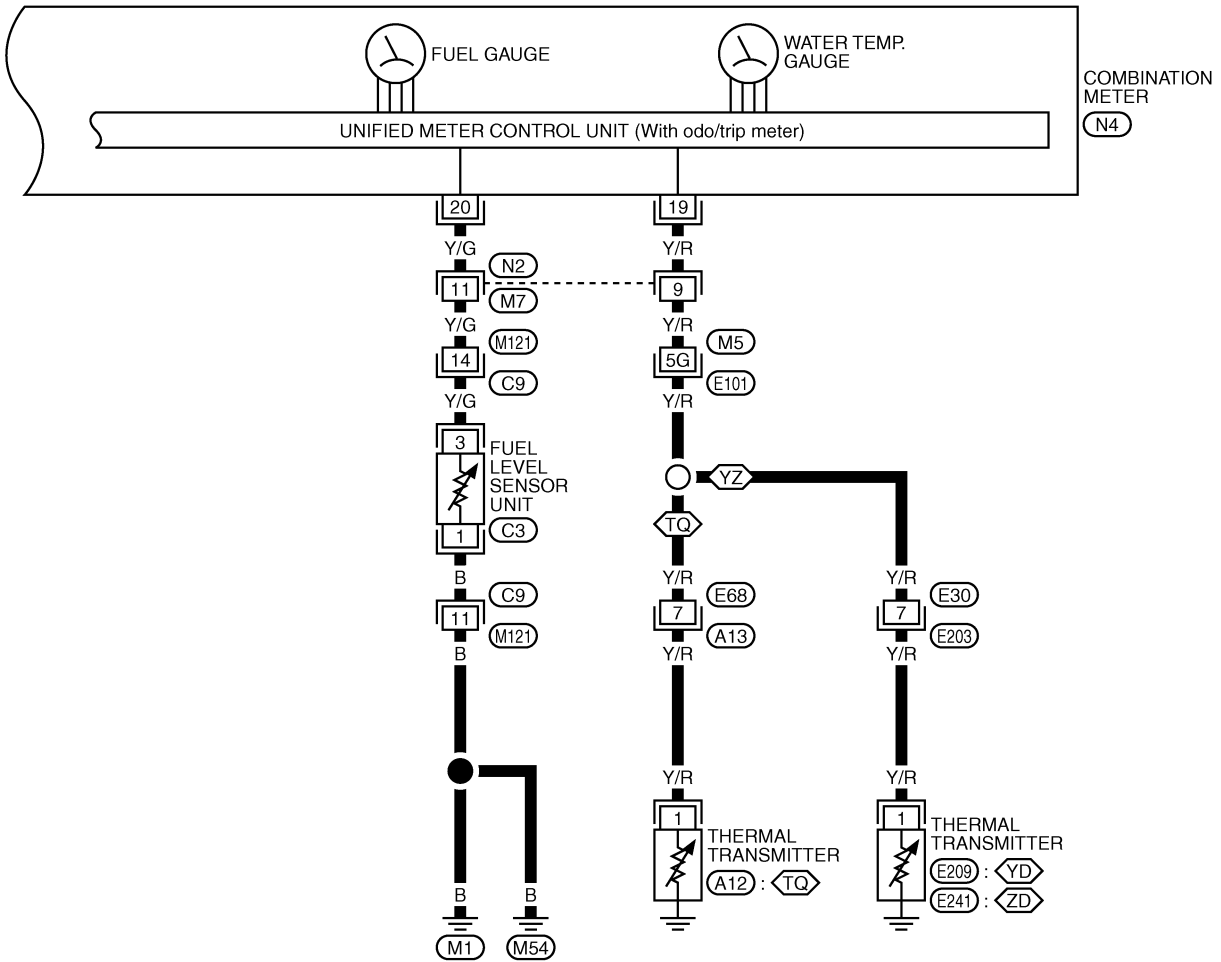 FUEL GAUGE
WATER TEMP.
GAUGE
COMBINATION
METER
N4
UNIFIED METER CONTROL UNIT (With odo/trip meter)
20
19
Y/G
Y/R
N2
11
9
M7
Y/G
Y/R
M121
M5
14
5G
C9
E101
Y/G
Y/R
3
FUEL
LEVEL
SENSOR
UNIT
1
C3
YZ
TQ
B
Y/R
Y/R
C9
E68
E30
11
7
7
M121
A13
E203
B
Y/R
Y/R
Y/R
Y/R
1
1
THERMAL
TRANSMITTER
A12 : TQ
THERMAL
TRANSMITTER
E209 : YD
E241 : ZD
B
B
M1
M54